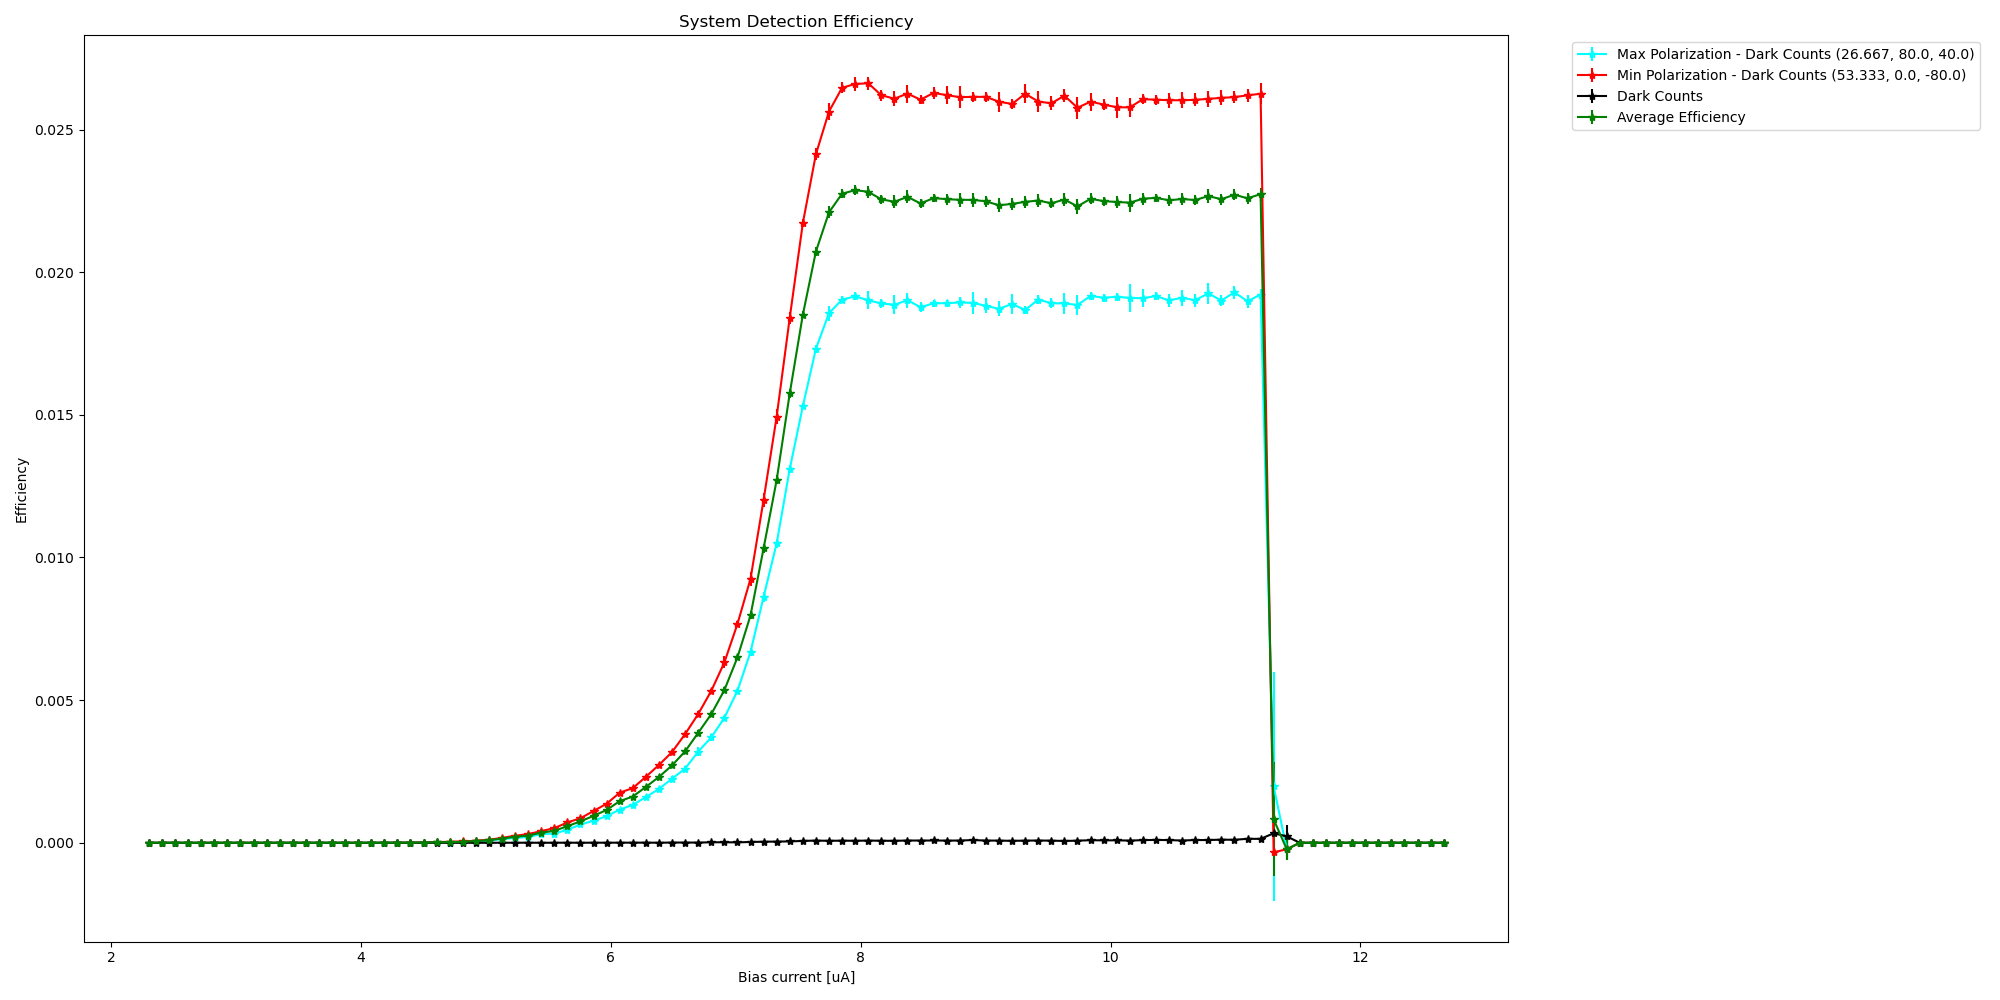 System Detection Efficiency
Max Polarization - Dark Counts (26.667, 80.0, 40.0)
Min Polarization - Dark Counts (53.333, 0.0, -80.0)
Dark Counts
Average Efficiency
Efficiency
0.025
0.020
0.015
0.010
0.005
0.000
2 4 6 8 10 12
Bias current [uA]